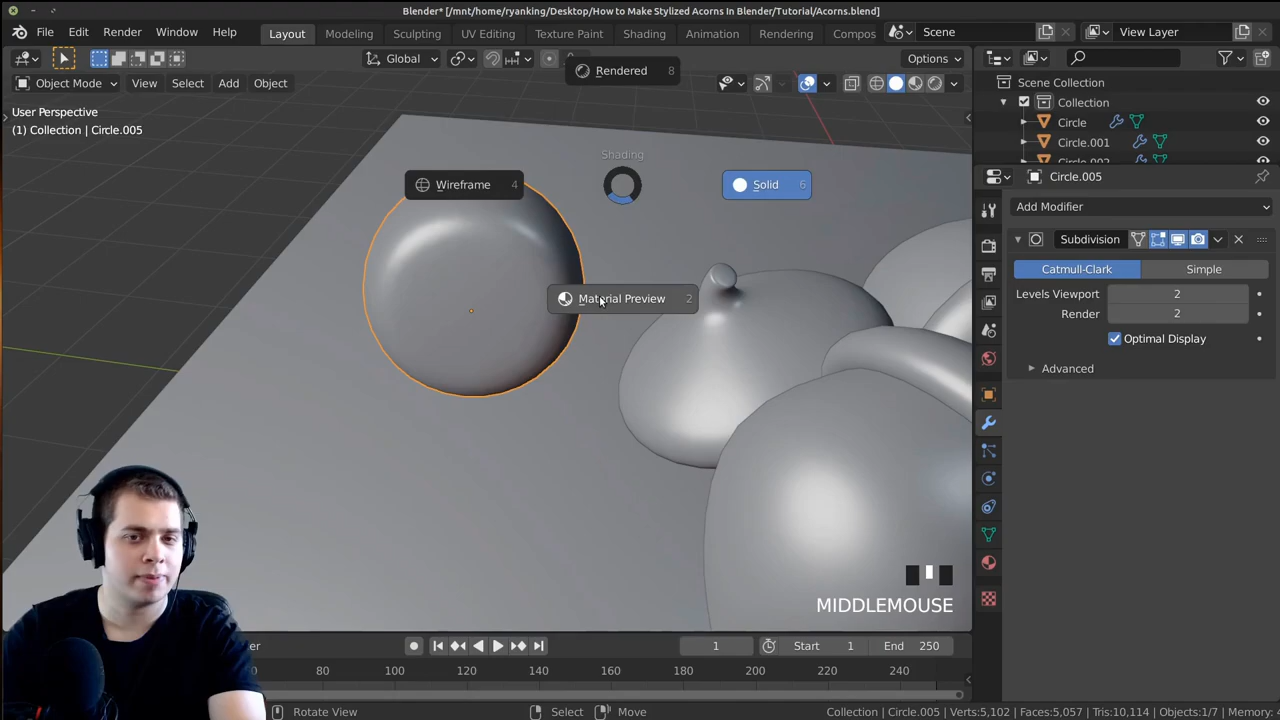 Blender* [/mnt/home/ryanking/Desktop/How to Make Stylized Acorns In Blender/Tutorial/Acorns.blend]
File Edit Render Window Help Layout Modeling Sculpting UV Editing Texture Paint Shading Animation Rendering Compos Scene View Layer
Global Rendered 8 Options
Object Mode View Select Add Object
User Perspective
(1) Collection | Circle.005
Scene Collection
Collection
Circle
Circle.001
Circle.002
Shading
Wireframe 4
Solid 6
Material Preview 2
Circle.005
Add Modifier
Subdivision
Catmull-Clark Simple
Levels Viewport 2
Render 2
Optimal Display
Advanced
MIDDLEMOUSE
1 Start 1 End 250
80 100 120 140 160 180 200 220 240
Rotate View Select Move Collection | Circle.005 | Verts:5,102 | Faces:5,057 | Tris:10,114 | Objects:1/7 | Memory: